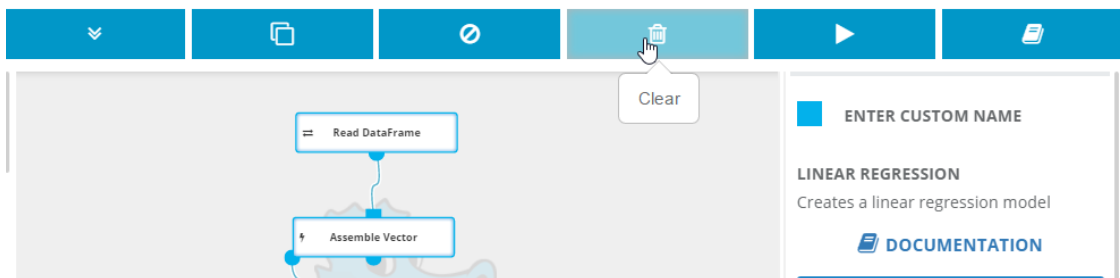 Clear
Read DataFrame
Assemble Vector
ENTER CUSTOM NAME
LINEAR REGRESSION
Creates a linear regression model
DOCUMENTATION